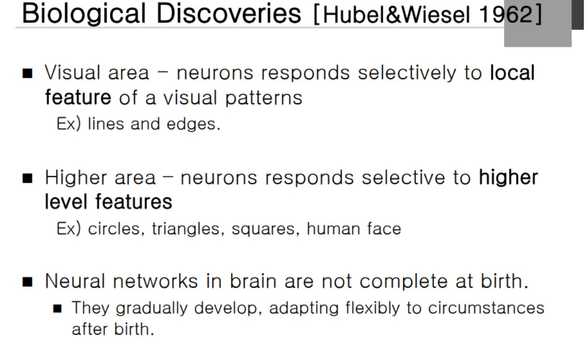 Biological Discoveries [Hubel&Wiesel 1962]
■ Visual area – neurons responds selectively to local
feature of a visual patterns
Ex) lines and edges.
■ Higher area – neurons responds selective to higher
level features
Ex) circles, triangles, squares, human face
■ Neural networks in brain are not complete at birth.
■ They gradually develop, adapting flexibly to circumstances
after birth.